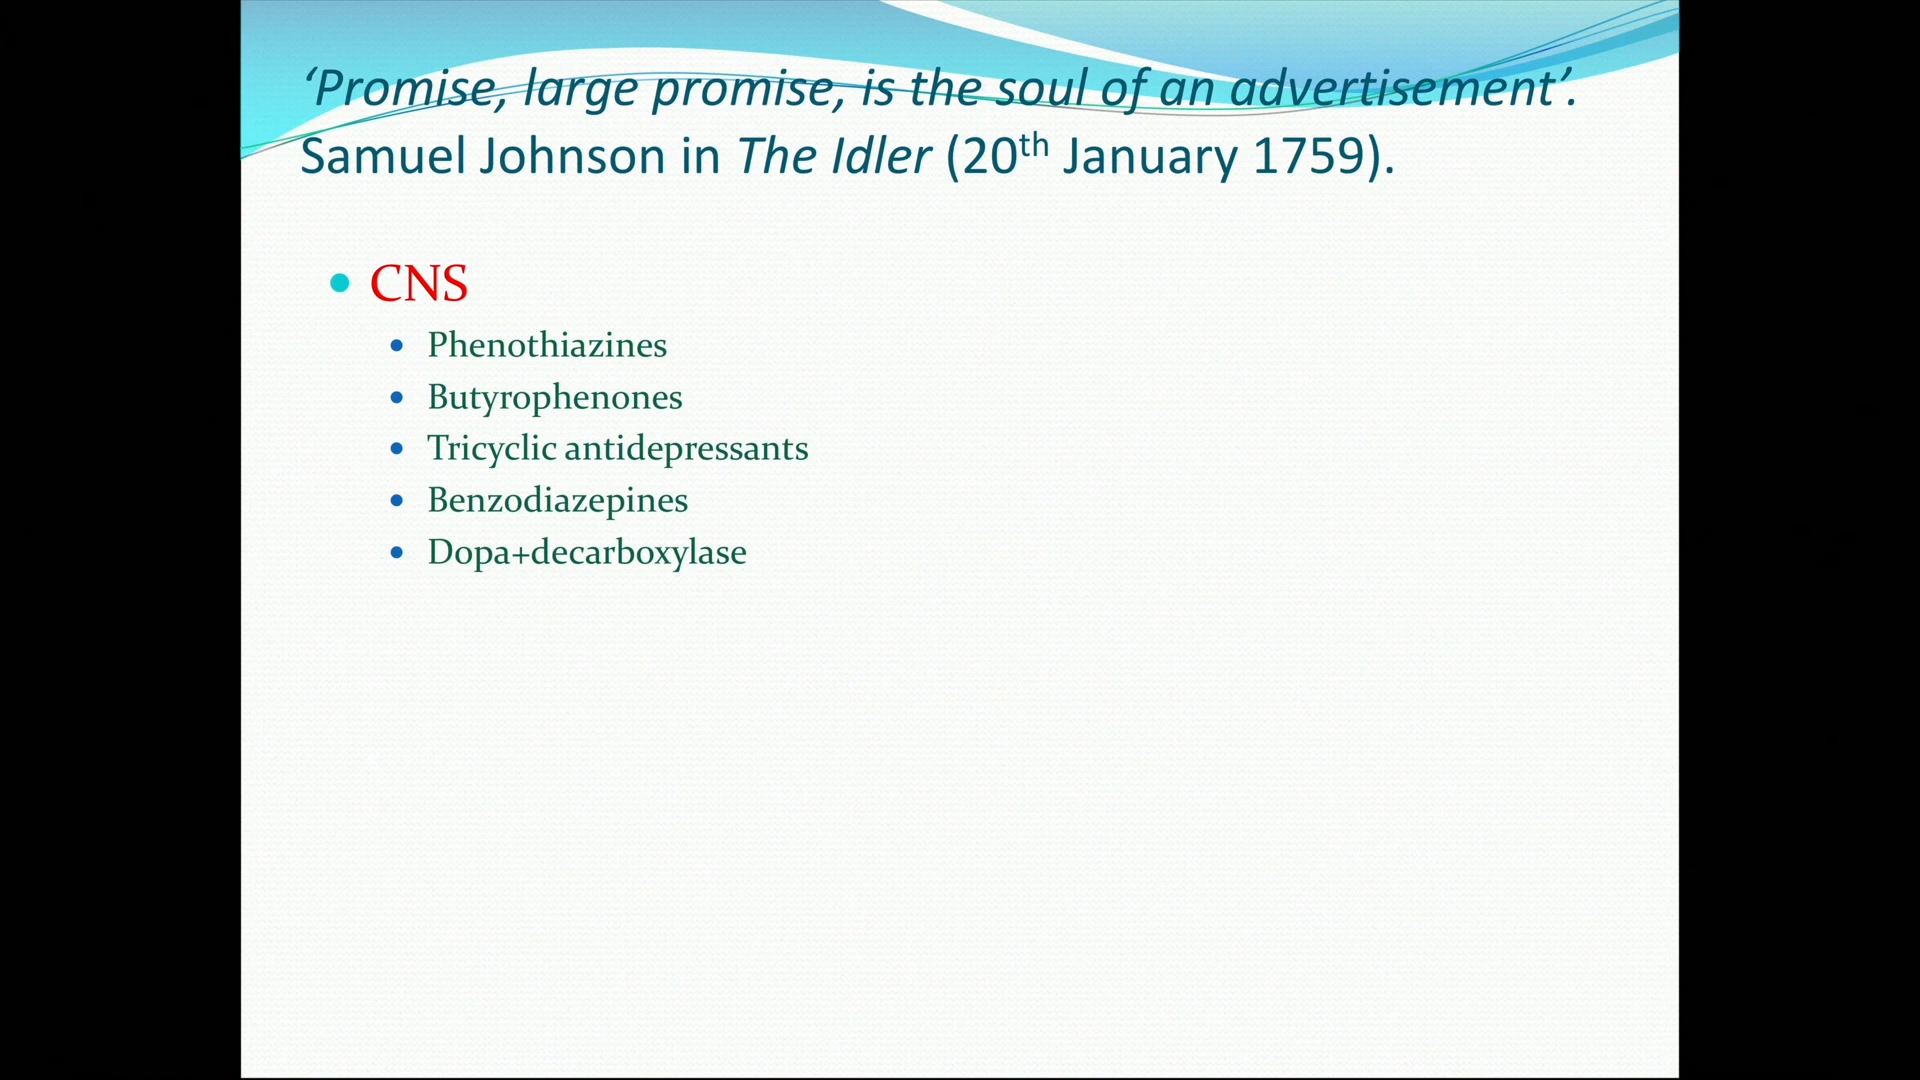 ‘Promise, large promise, is the soul of an advertisement’.
Samuel Johnson in The Idler (20th January 1759).
CNS
Phenothiazines
Butyrophenones
Tricyclic antidepressants
Benzodiazepines
Dopa+decarboxylase